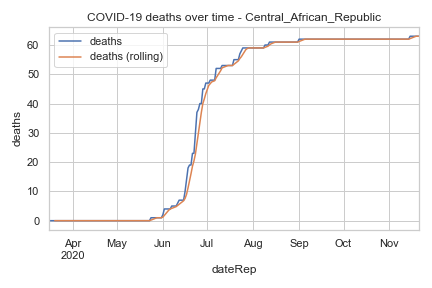 COVID-19 deaths over time - Central_African_Republic
deaths
deaths (rolling)
60
50
40
30
20
10
0
deaths
Apr
2020
May
Jun
Jul
Aug
Sep
Oct
Nov
dateRep